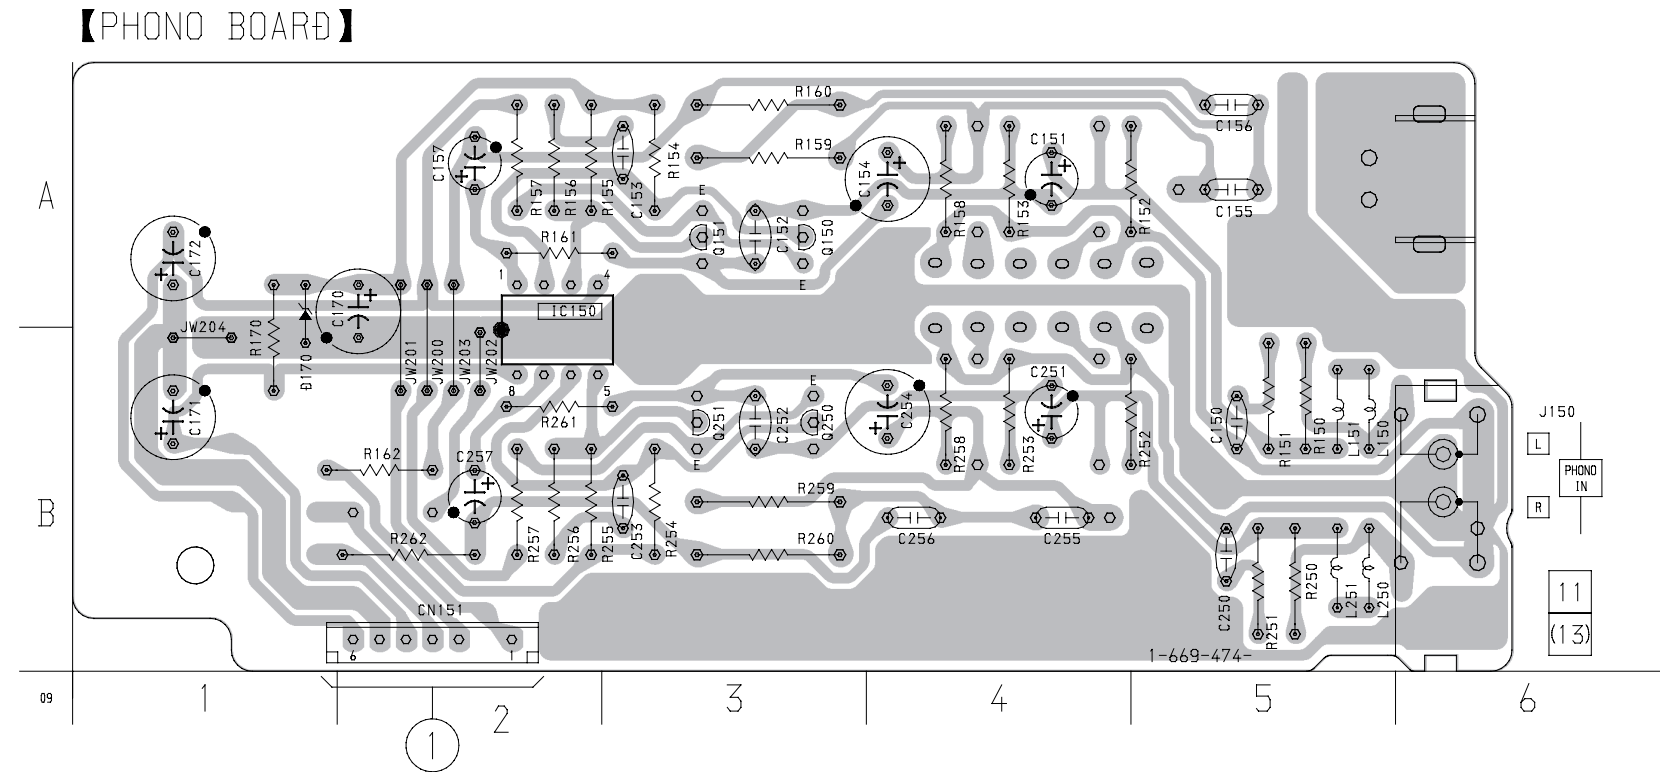 【PHONO BOARD】
R160
C156
C157
R157
R156
R155
C153
R154
R159
C154
R158
R153
C151
R152
C155
A
E
Q151
C152
Q150
E
R161
1
4
C172
C170
IC150
JW204
R170
D170
JW201
JW200
JW203
JW202
8
5
R261
C171
Q251
E
C252
E
Q250
C254
R258
C251
R253
R252
C150
R151
R150
L151
L150
J150
L
PHONO
IN
R
R162
C257
R257
R256
R255
C253
R254
R259
B
R262
R260
C256
C255
C250
R251
R250
L251
L250
11
(13)
CN151
6
1
1-669-474-
09
1
2
3
4
5
6
1